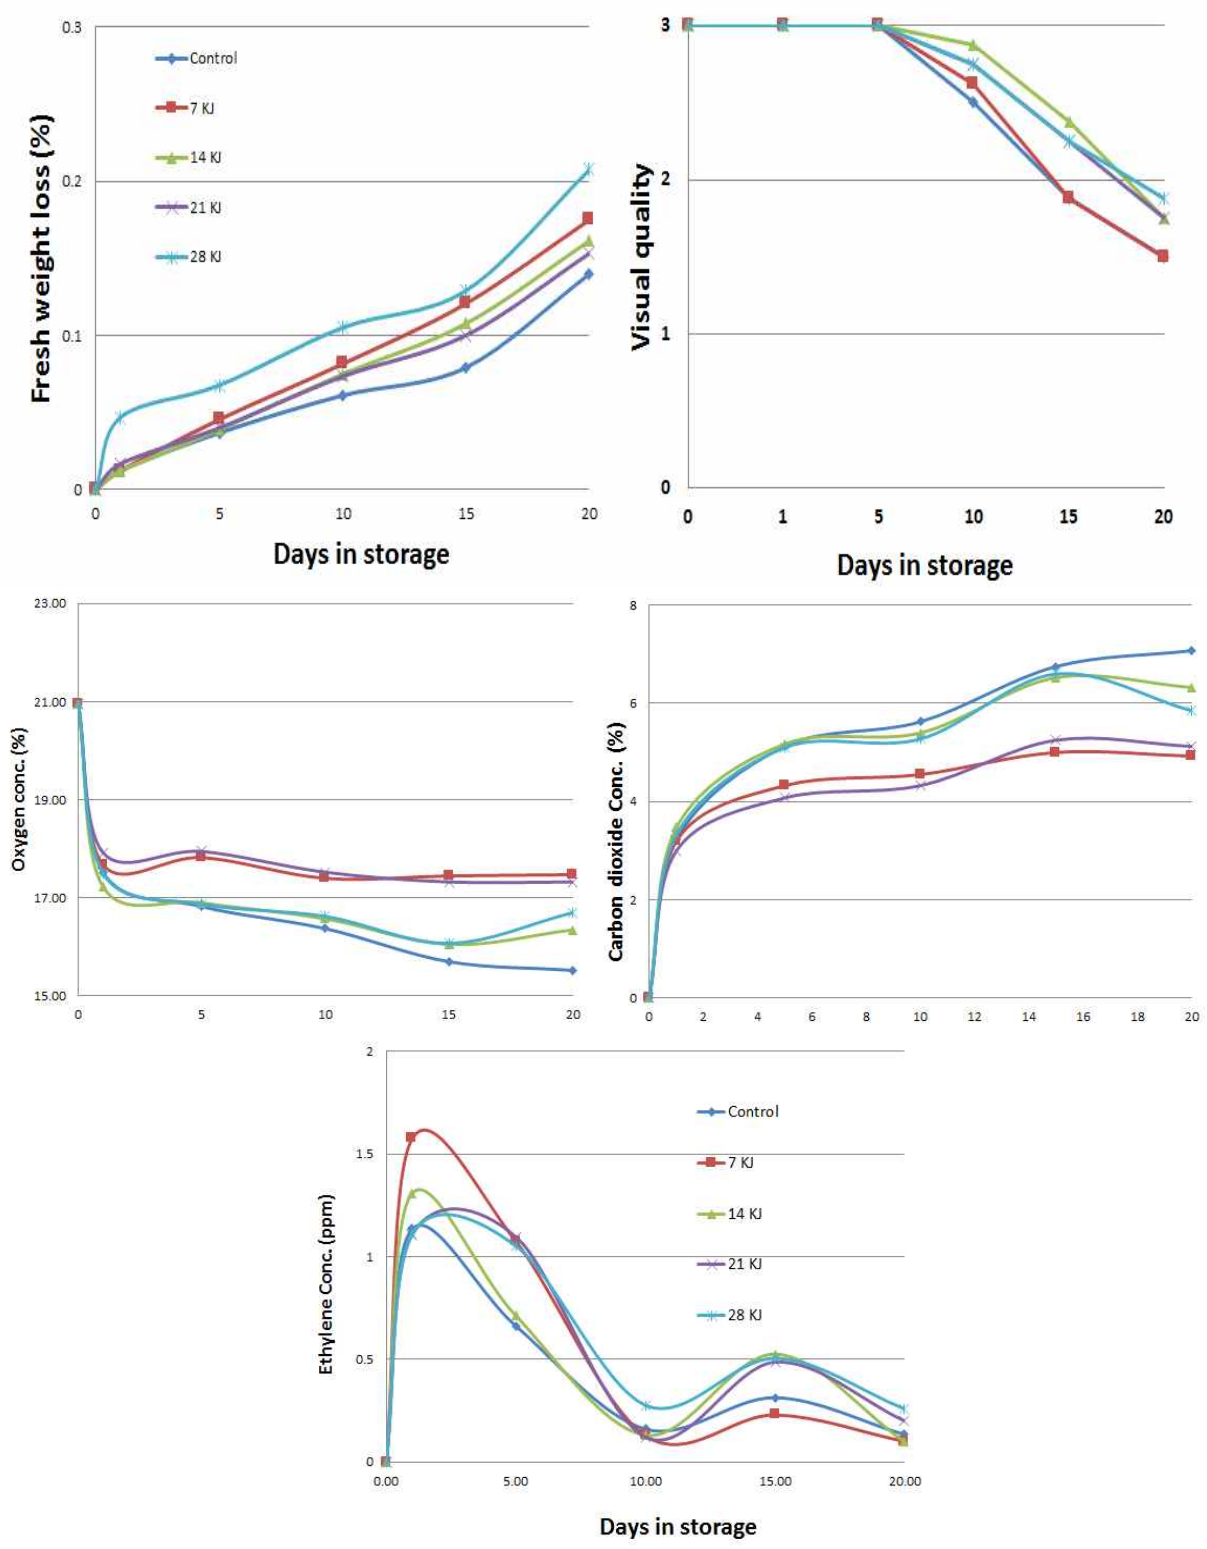 0.3
0.2
0.1
0
Fresh weight loss (%)
Control
7 KJ
14 KJ
21 KJ
28 KJ
0 5 10 15 20
Days in storage
3
2
1
0
Visual quality
0 1 5 10 15 20
Days in storage
23.00
21.00
19.00
17.00
15.00
Oxygen conc. (%)
0 5 10 15 20
8
6
4
2
0
Carbon dioxide Conc. (%)
0 2 4 6 8 10 12 14 16 18 20
2
1.5
1
0.5
0
Ethylene Conc. (ppm)
Control
7 KJ
14 KJ
21 KJ
28 KJ
0.00 5.00 10.00 15.00 20.00
Days in storage